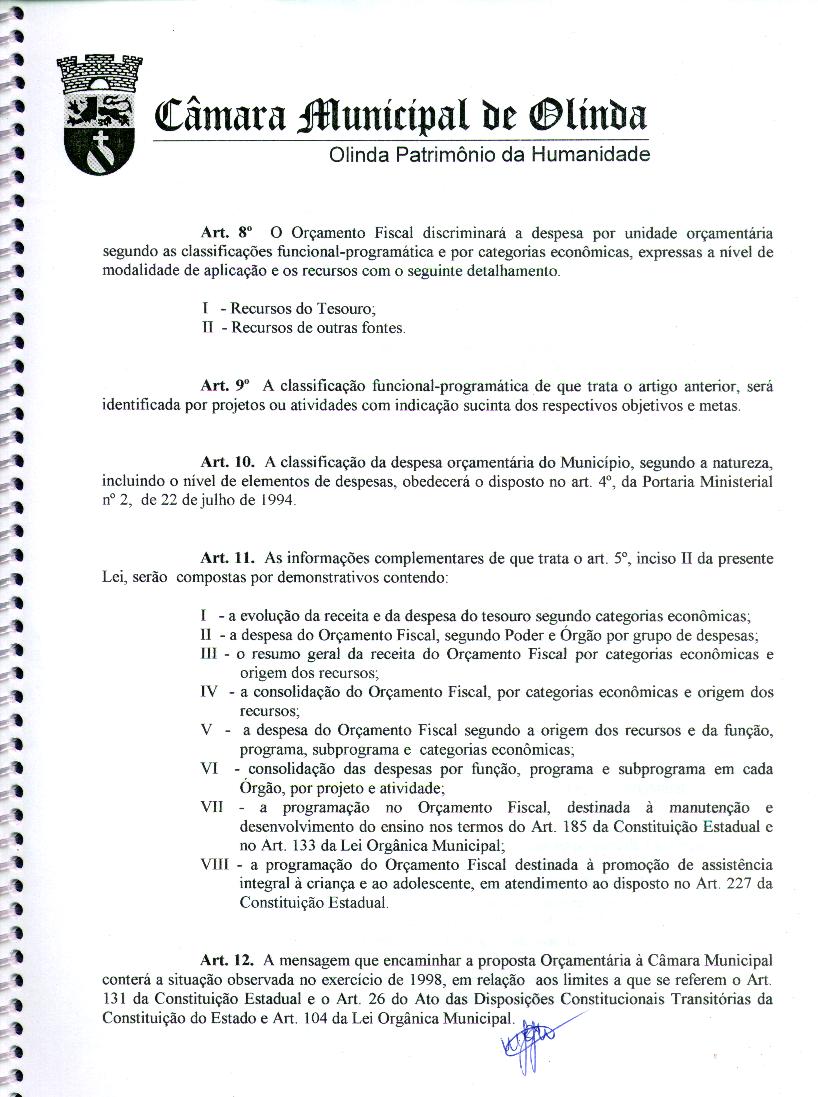 Câmara Municipal de Olinda
Olinda Patrimônio da Humanidade
Art. 8º O Orçamento Fiscal discriminará a despesa por unidade orçamentária
segundo as classificações funcional-programática e por categorias econômicas, expressas a nível de
modalidade de aplicação e os recursos com o seguinte detalhamento.
I - Recursos do Tesouro;
II - Recursos de outras fontes.
Art. 9º A classificação funcional-programática de que trata o artigo anterior, será
identificada por projetos ou atividades com indicação sucinta dos respectivos objetivos e metas.
Art. 10. A classificação da despesa orçamentária do Município, segundo a natureza,
incluindo o nível de elementos de despesas, obedecerá o disposto no art. 4º, da Portaria Ministerial
nº 2, de 22 de julho de 1994.
Art. 11. As informações complementares de que trata o art. 5º, inciso II da presente
Lei, serão compostas por demonstrativos contendo:
I - a evolução da receita e da despesa do tesouro segundo categorias econômicas;
II - a despesa do Orçamento Fiscal, segundo Poder e Órgão por grupo de despesas;
III - o resumo geral da receita do Orçamento Fiscal por categorias econômicas e
origem dos recursos;
IV - a consolidação do Orçamento Fiscal, por categorias econômicas e origem dos
recursos;
V - a despesa do Orçamento Fiscal segundo a origem dos recursos e da função,
programa, subprograma e categorias econômicas;
VI - consolidação das despesas por função, programa e subprograma em cada
Órgão, por projeto e atividade;
VII - a programação no Orçamento Fiscal, destinada à manutenção e
desenvolvimento do ensino nos termos do Art. 185 da Constituição Estadual e
no Art. 133 da Lei Orgânica Municipal;
VIII - a programação do Orçamento Fiscal destinada à promoção de assistência
integral à criança e ao adolescente, em atendimento ao disposto no Art. 227 da
Constituição Estadual.
Art. 12. A mensagem que encaminhar a proposta Orçamentária à Câmara Municipal
conterá a situação observada no exercício de 1998, em relação aos limites a que se referem o Art.
131 da Constituição Estadual e o Art. 26 do Ato das Disposições Constitucionais Transitórias da
Constituição do Estado e Art. 104 da Lei Orgânica Municipal.